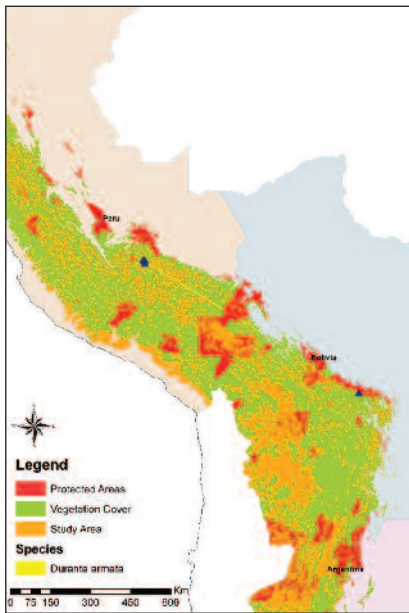 Peru
Bolivia
Argentina
Legend
Protected Areas
Vegetation Cover
Study Area
Species
Duranta armata
Km
0 75 150 300 450 600